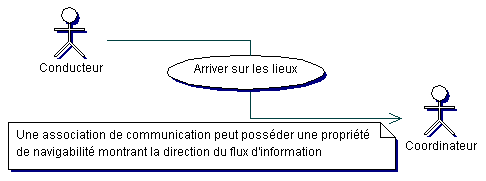 Conducteur
Arriver sur les lieux
Coordinateur
Une association de communication peut posséder une propriété
de navigabilité montrant la direction du flux d'information